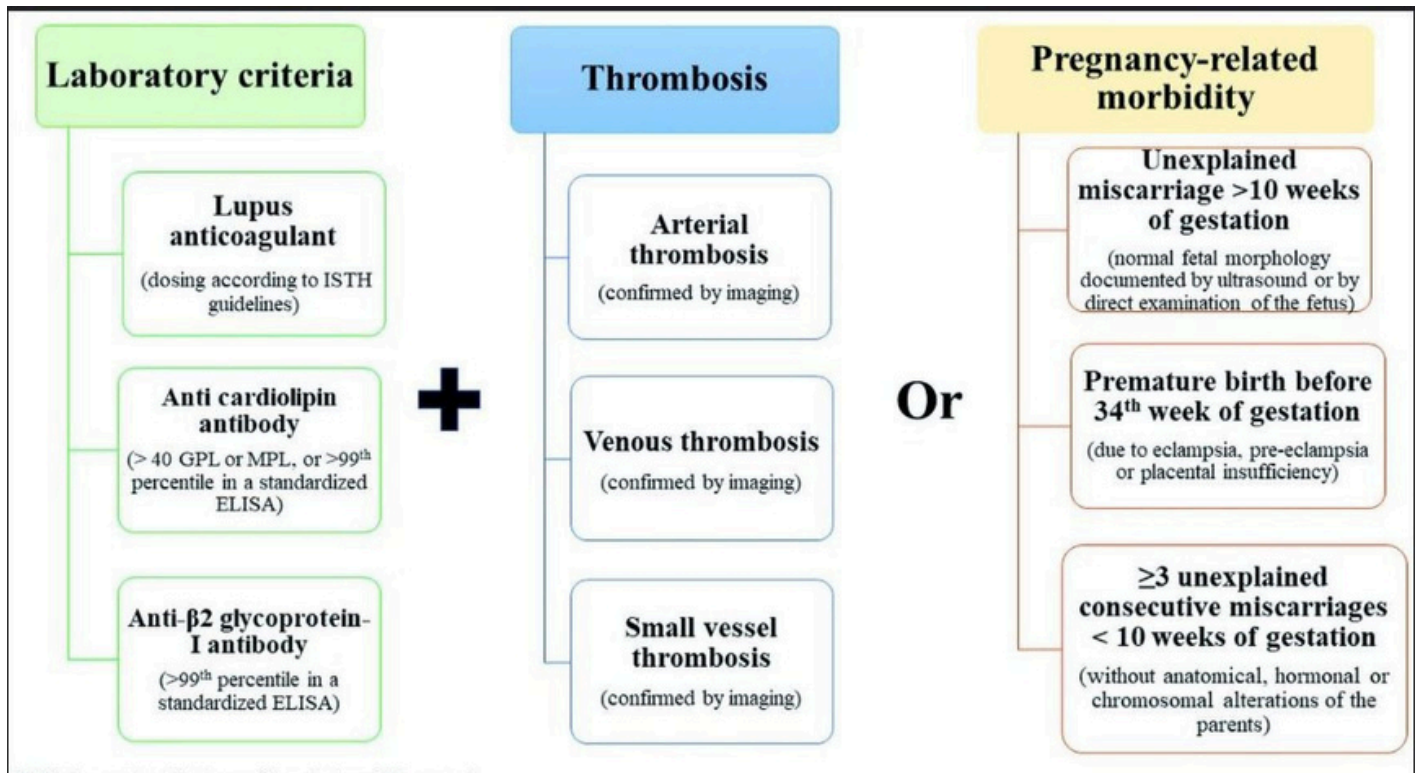 Laboratory criteria
Lupus
anticoagulant
(dosing according to ISTH
guidelines)
Anti cardiolipin
antibody
(> 40 GPL or MPL, or >99th
percentile in a standardized
ELISA)
Anti-β2 glycoprotein-
I antibody
(>99th percentile in a
standardized ELISA)
Thrombosis
Arterial
thrombosis
(confirmed by imaging)
Venous thrombosis
(confirmed by imaging)
Small vessel
thrombosis
(confirmed by imaging)
Or
Pregnancy-related
morbidity
Unexplained
miscarriage >10 weeks
of gestation
(normal fetal morphology
documented by ultrasound or by
direct examination of the fetus)
Premature birth before
34th week of gestation
(due to eclampsia, pre-eclampsia
or placental insufficiency)
≥3 unexplained
consecutive miscarriages
< 10 weeks of gestation
(without anatomical, hormonal or
chromosomal alterations of the
parents)